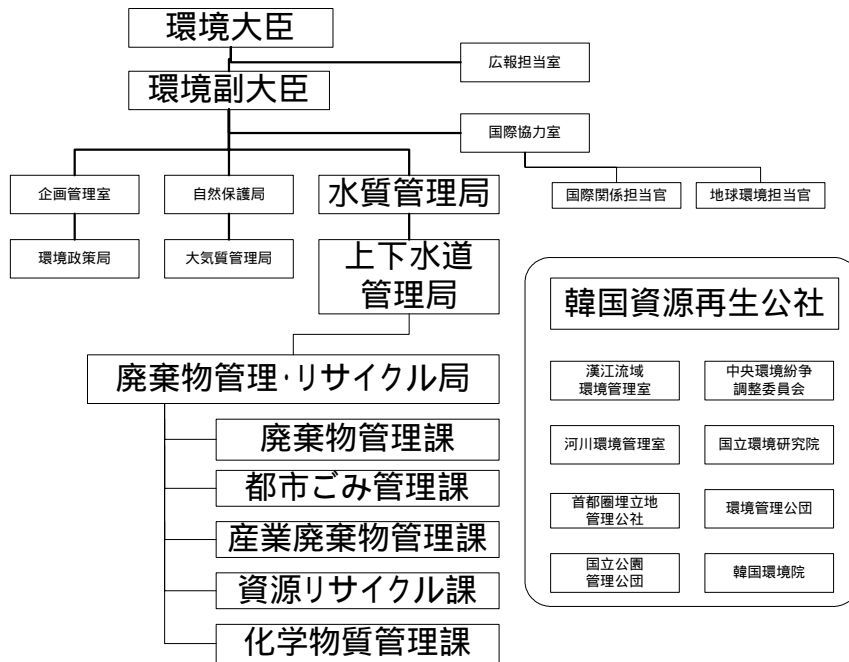 環境大臣
広報担当室
環境副大臣
国際協力室
企画管理室
自然保護局
水質管理局
国際関係担当官
地球環境担当官
環境政策局
大気質管理局
上下水道
管理局
韓国資源再生公社
廃棄物管理・リサイクル局
漢江流域
環境管理室
中央環境紛争
調整委員会
廃棄物管理課
河川環境管理室
国立環境研究院
都市ごみ管理課
首都圏埋立地
管理公社
環境管理公団
産業廃棄物管理課
国立公園
管理公団
韓国環境院
資源リサイクル課
化学物質管理課